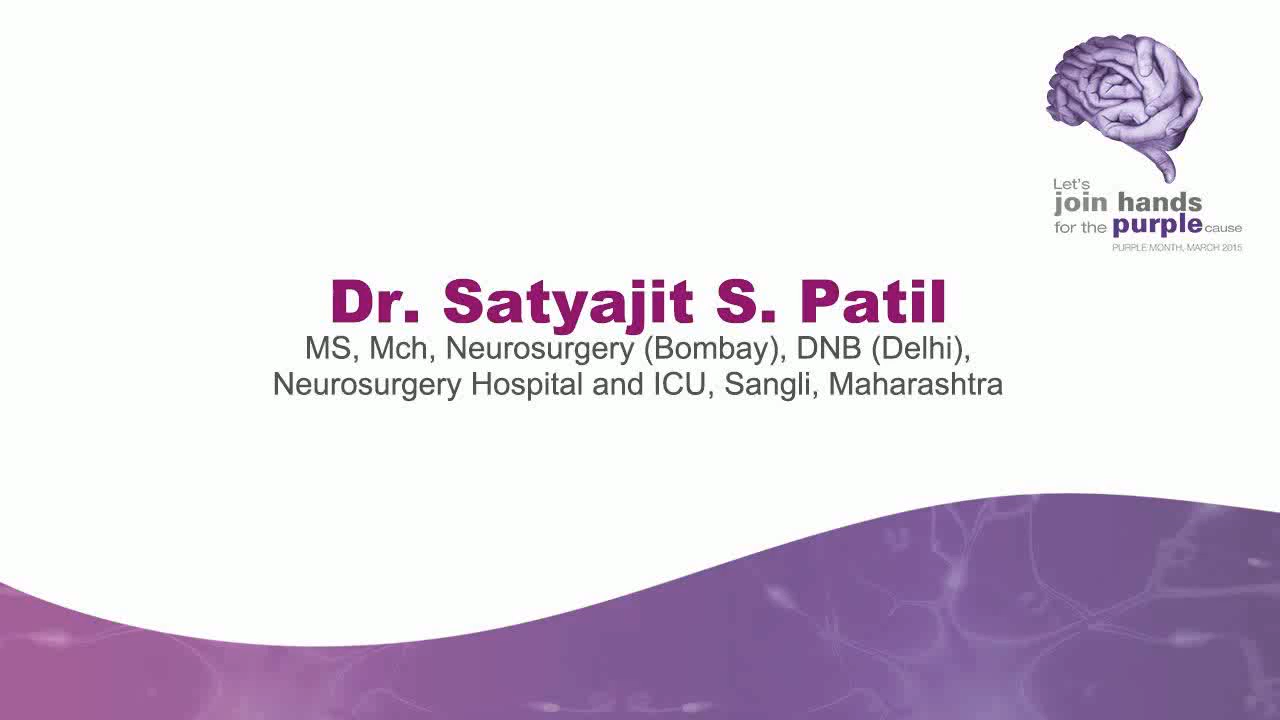 Let's
join hands
for the purple cause
PURPLE MONTH, MARCH 2015
Dr. Satyajit S. Patil
MS, Mch, Neurosurgery (Bombay), DNB (Delhi),
Neurosurgery Hospital and ICU, Sangli, Maharashtra